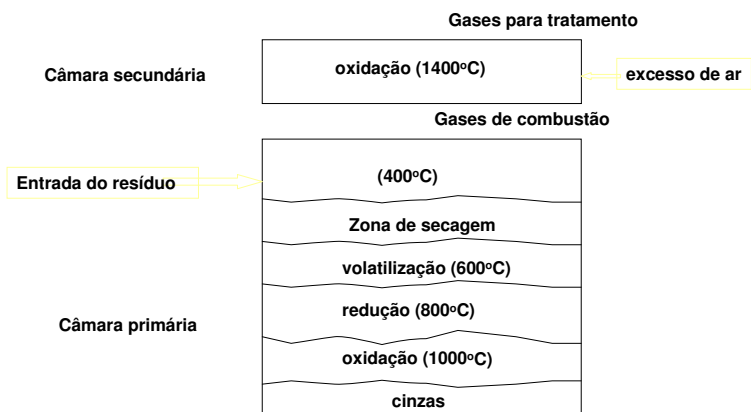 Gases para tratamento
Câmara secundária
oxidação (1400ºC)
excesso de ar
Gases de combustão
Entrada do resíduo
(400ºC)
Zona de secagem
volatilização (600ºC)
redução (800ºC)
Câmara primária
oxidação (1000ºC)
cinzas